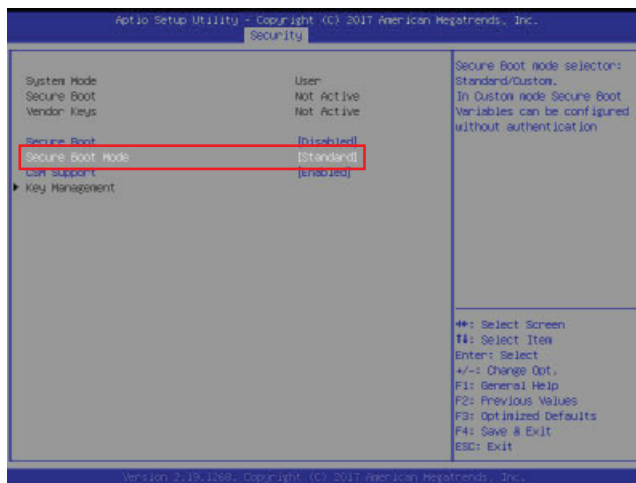 Aptio Setup Utility - Copyright (C) 2017 American Megatrends, Inc.
Security
System Mode User
Secure Boot Not Active
Vendor Keys Not Active
Secure Boot [Disabled]
Secure Boot Mode [Standard]
CSM Support [Enabled]
Key Management
Secure Boot mode selector:
Standard/Custom.
In Custom mode Secure Boot
Variables can be configured
without authentication
↔: Select Screen
↑↓: Select Item
Enter: Select
+/-: Change Opt.
F1: General Help
F2: Previous Values
F3: Optimized Defaults
F4: Save & Exit
ESC: Exit
Version 2.19.1268. Copyright (C) 2017 American Megatrends, Inc.